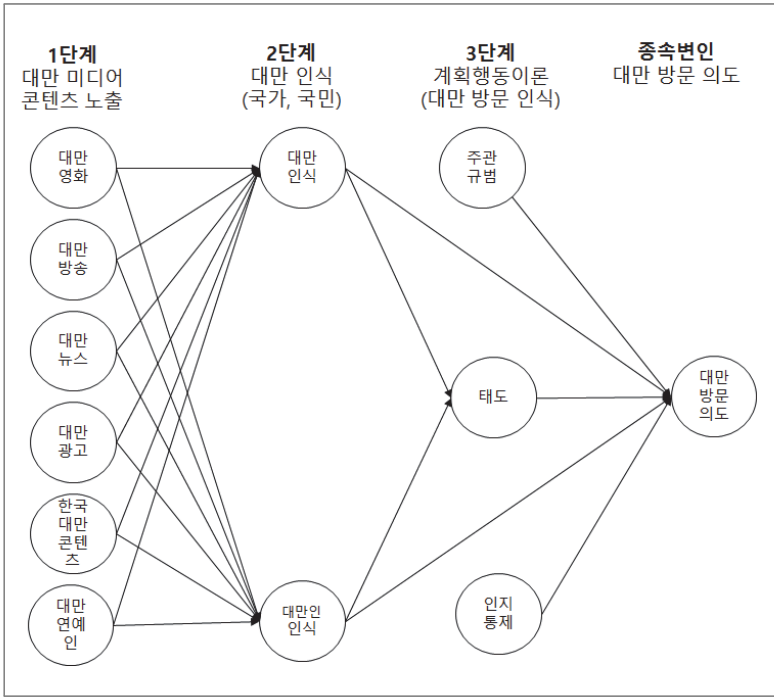 1단계
대만 미디어
콘텐츠 노출
2단계
대만 인식
(국가, 국민)
3단계
계획행동이론
(대만 방문 인식)
종속변인
대만 방문 의도
대만
영화
대만
방송
대만
뉴스
대만
광고
한국
대만
콘텐
츠
대만
연예
인
대만
인식
대만인
인식
주관
규범
태도
인지
통제
대만
방문
의도